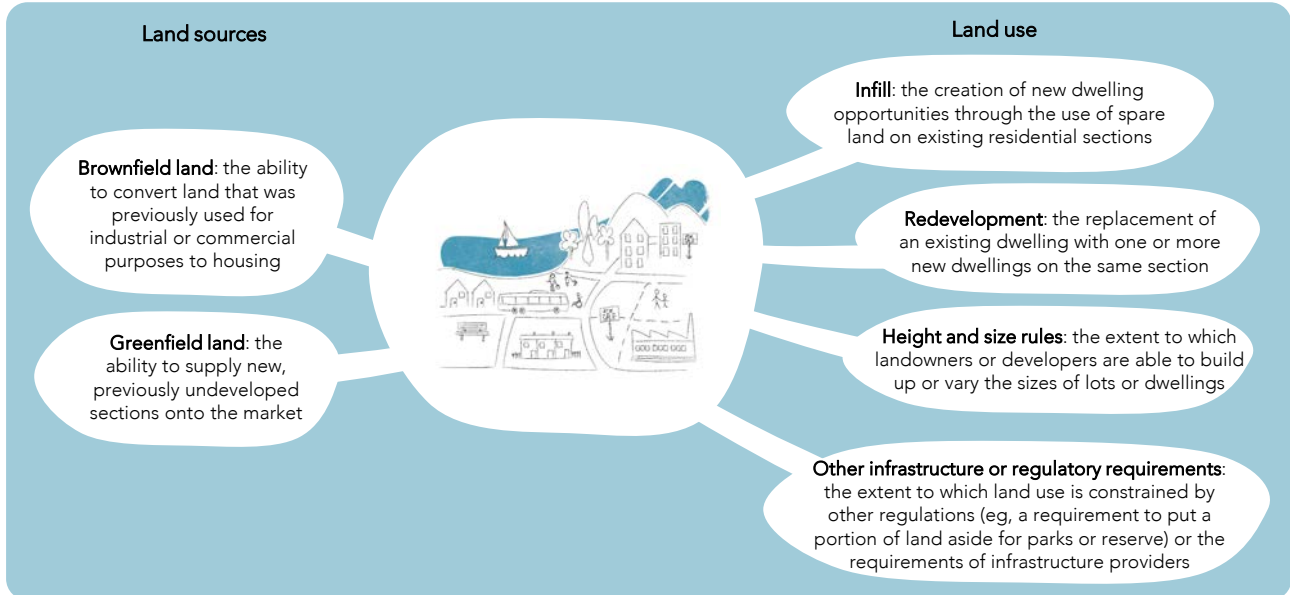 Land sources
Brownfield land: the ability
to convert land that was
previously used for
industrial or commercial
purposes to housing
Greenfield land: the
ability to supply new,
previously undeveloped
sections onto the market
Land use
Infill: the creation of new dwelling
opportunities through the use of spare
land on existing residential sections
Redevelopment: the replacement of
an existing dwelling with one or more
new dwellings on the same section
Height and size rules: the extent to which
landowners or developers are able to build
up or vary the sizes of lots or dwellings
Other infrastructure or regulatory requirements:
the extent to which land use is constrained by
other regulations (eg, a requirement to put a
portion of land aside for parks or reserve) or the
requirements of infrastructure providers